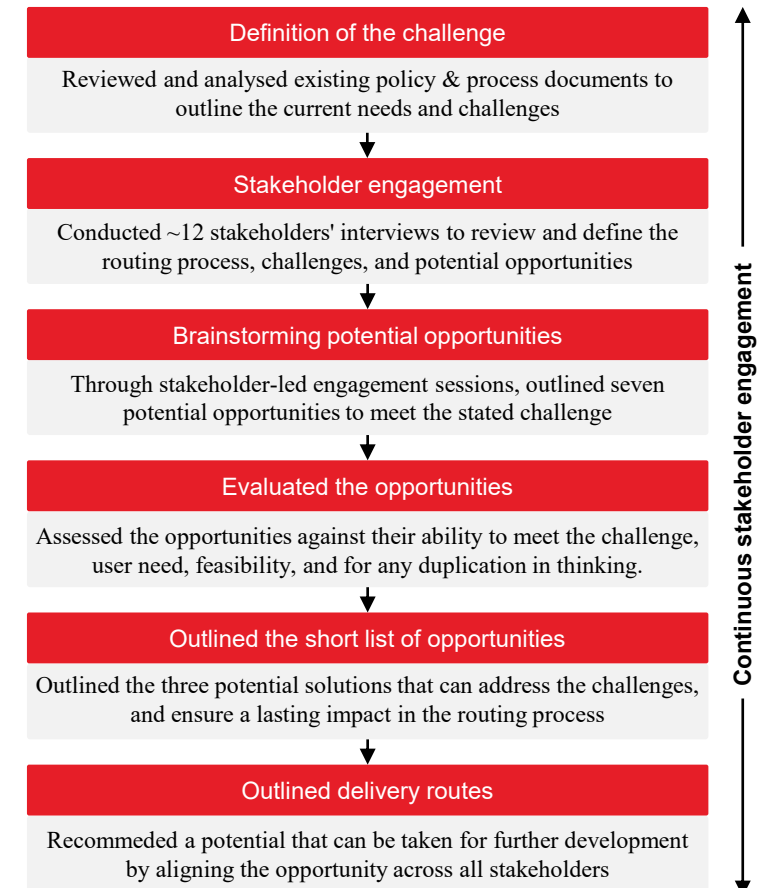 Definition of the challenge
Reviewed and analysed existing policy & process documents to
outline the current needs and challenges
Stakeholder engagement
Conducted ~12 stakeholders' interviews to review and define the
routing process, challenges, and potential opportunities
Brainstorming potential opportunities
Through stakeholder-led engagement sessions, outlined seven
potential opportunities to meet the stated challenge
Evaluated the opportunities
Assessed the opportunities against their ability to meet the challenge,
user need, feasibility, and for any duplication in thinking.
Outlined the short list of opportunities
Outlined the three potential solutions that can address the challenges,
and ensure a lasting impact in the routing process
Outlined delivery routes
Recommeded a potential that can be taken for further development
by aligning the opportunity across all stakeholders
Continuous stakeholder engagement